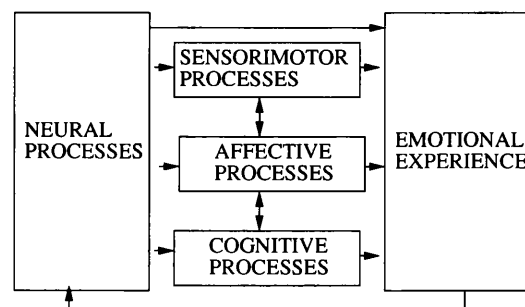 SENSORIMOTOR
PROCESSES
NEURAL
PROCESSES
AFFECTIVE
PROCESSES
EMOTIONAL
EXPERIENCE
COGNITIVE
PROCESSES